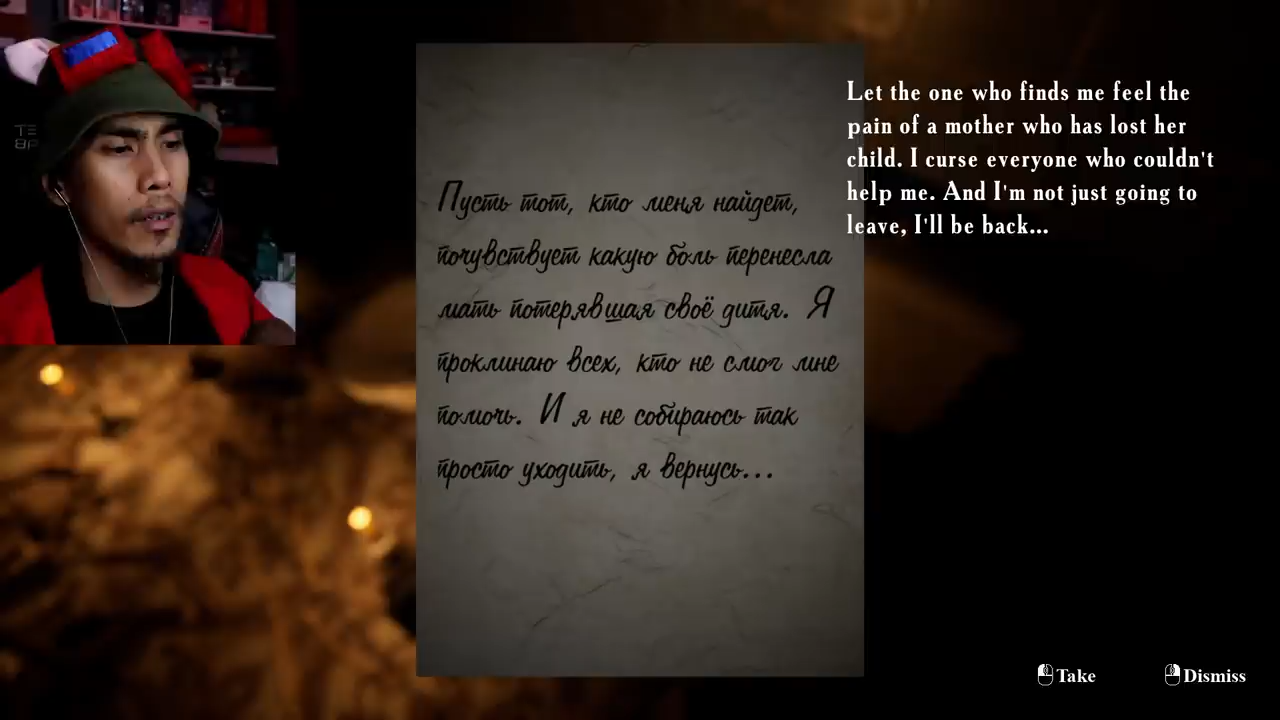 Пусть тот, кто меня найдет,
почувствует какую боль перенесла
мать потерявшая своё дитя. Я
проклинаю всех, кто не смог мне
помочь. И я не собираюсь так
просто уходить, я вернусь...
Let the one who finds me feel the
pain of a mother who has lost her
child. I curse everyone who couldn't
help me. And I'm not just going to
leave, I'll be back...
Take
Dismiss